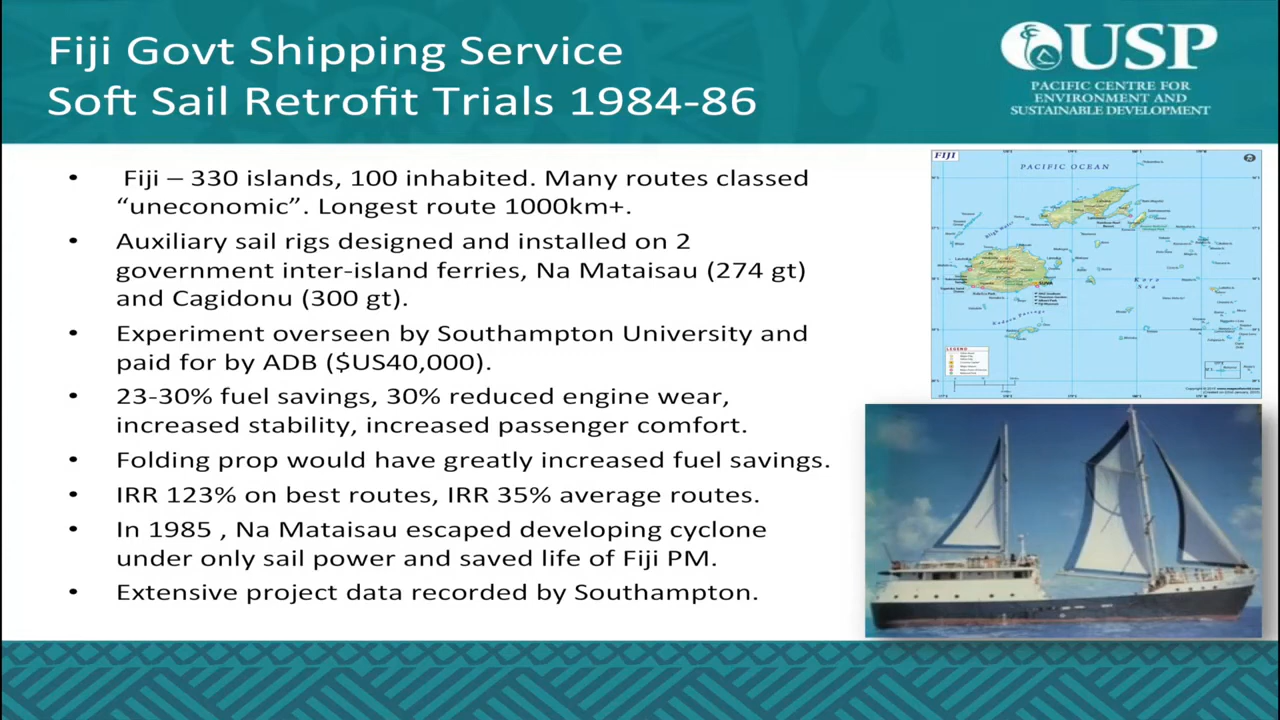 Fiji Govt Shipping Service
Soft Sail Retrofit Trials 1984-86
USP
PACIFIC CENTRE FOR
ENVIRONMENT AND
SUSTAINABLE DEVELOPMENT
• Fiji – 330 islands, 100 inhabited. Many routes classed
“uneconomic”. Longest route 1000km+.
• Auxiliary sail rigs designed and installed on 2
government inter-island ferries, Na Mataisau (274 gt)
and Cagidonu (300 gt).
• Experiment overseen by Southampton University and
paid for by ADB ($US40,000).
• 23-30% fuel savings, 30% reduced engine wear,
increased stability, increased passenger comfort.
• Folding prop would have greatly increased fuel savings.
• IRR 123% on best routes, IRR 35% average routes.
• In 1985 , Na Mataisau escaped developing cyclone
under only sail power and saved life of Fiji PM.
• Extensive project data recorded by Southampton.
FIJI
PACIFIC OCEAN
SUVA
Koro
Sea
LEGEND